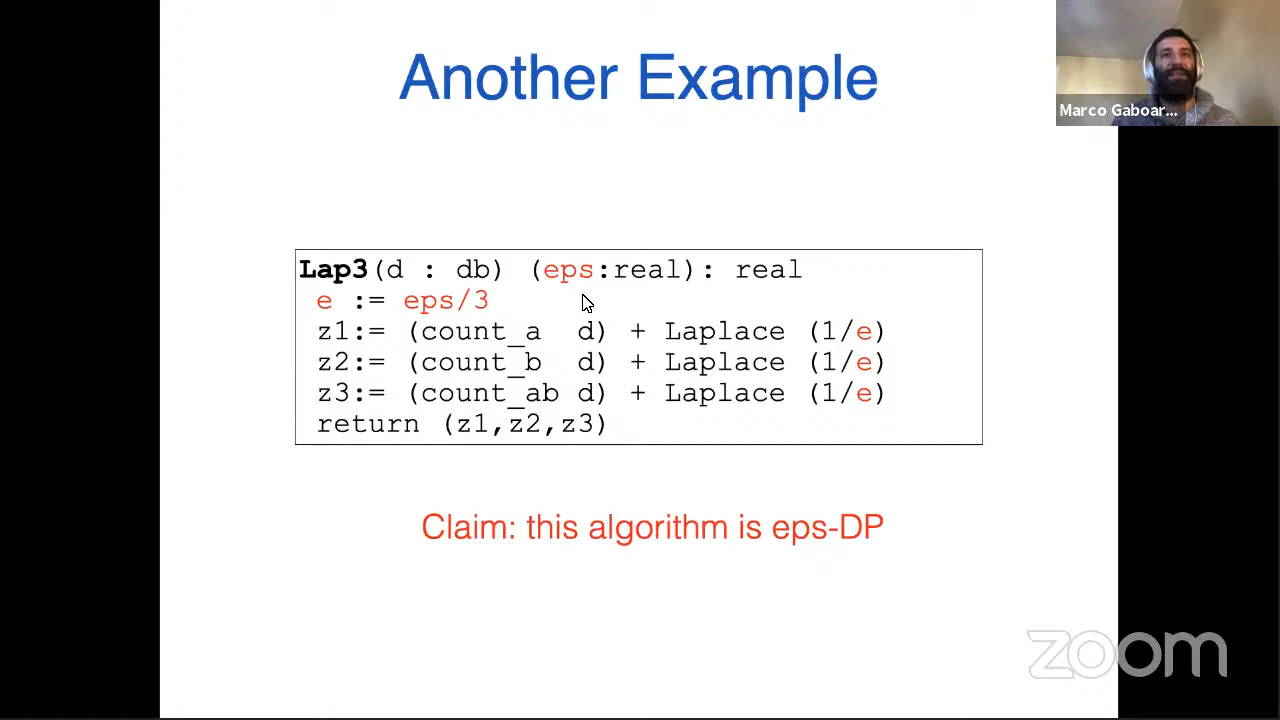 Another Example
Marco Gaboar...
Lap3(d : db) (eps:real): real
e := eps/3
z1:= (count_a d) + Laplace (1/e)
z2:= (count_b d) + Laplace (1/e)
z3:= (count_ab d) + Laplace (1/e)
return (z1,z2,z3)
Claim: this algorithm is eps-DP
zoom